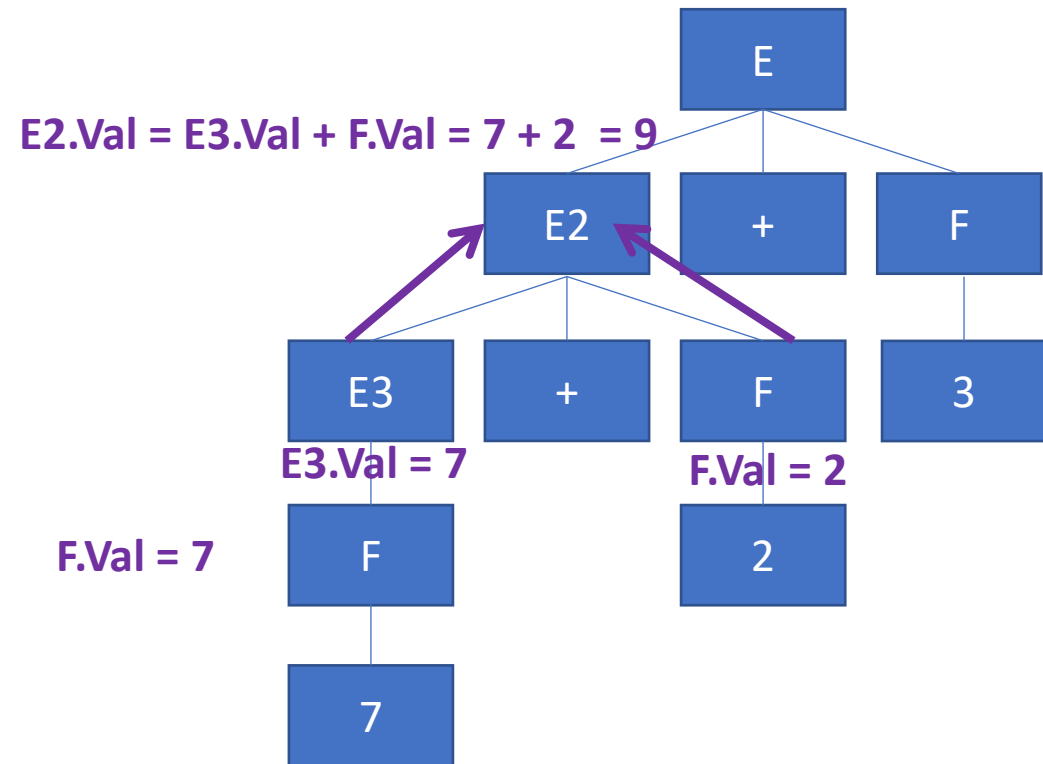 E
E2.Val = E3.Val + F.Val = 7 + 2 = 9
E2 + F
E3 + F 3
E3.Val = 7 F.Val = 2
F.Val = 7 F 2
7